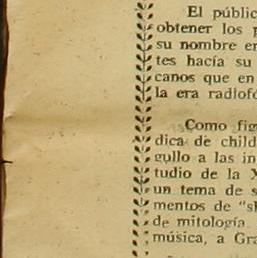 El públic
obtener los p
su nombre en
tes hacía su
canos que en
la era radiofó
Como fig
dica de child
gullo a las in
tudio de la X
un tema de s
mentos de "sk
de mitología
música, a Gra